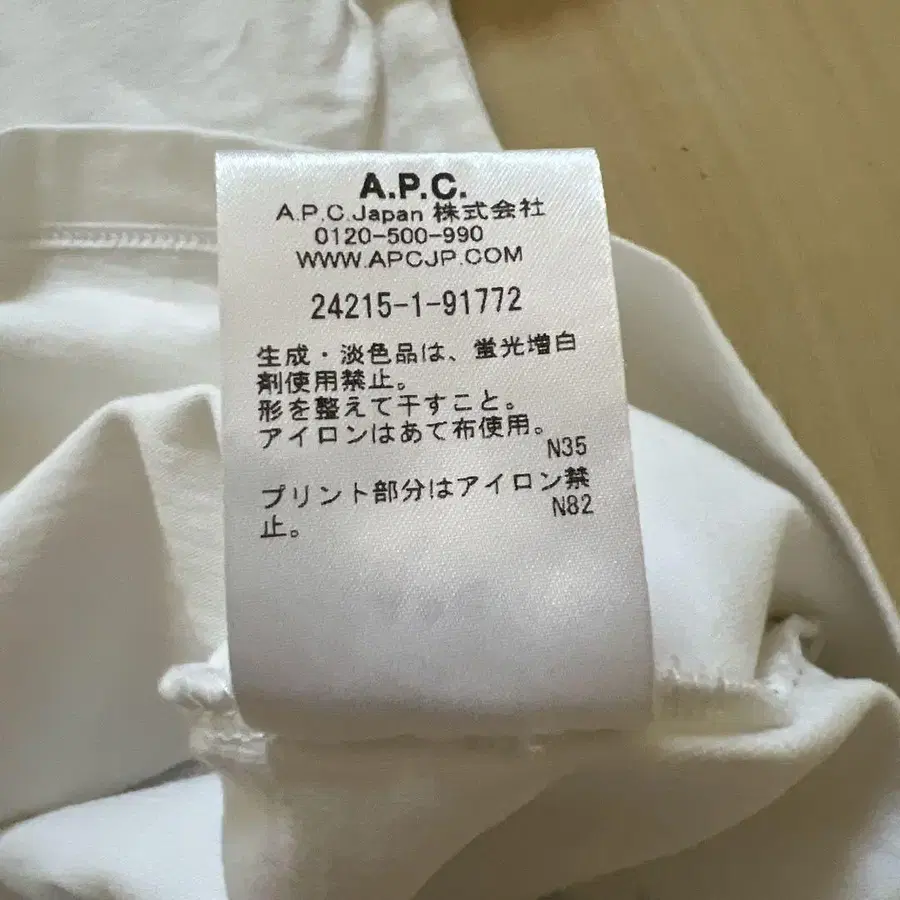 A.P.C.
A.P.C.Japan 株式会社
0120-500-990
WWW.APCJP.COM
24215-1-91772
生成・淡色品は、蛍光増白
剤使用禁止。
形を整えて干すこと。
アイロンはあて布使用。
N35
プリント部分はアイロン禁
止。
N82